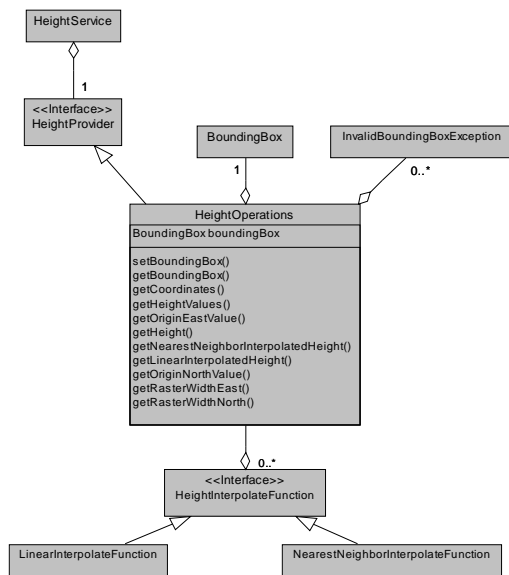 HeightService
1
<<Interface>>
HeightProvider
BoundingBox
InvalidBoundingBoxException
1
0..*
HeightOperations
BoundingBox boundingBox
setBoundingBox()
getBoundingBox()
getCoordinates()
getHeightValues()
getOriginEastValue()
getHeight()
getNearestNeighborInterpolatedHeight()
getLinearInterpolatedHeight()
getOriginNorthValue()
getRasterWidthEast()
getRasterWidthNorth()
0..*
<<Interface>>
HeightInterpolateFunction
LinearInterpolateFunction
NearestNeighborInterpolateFunction